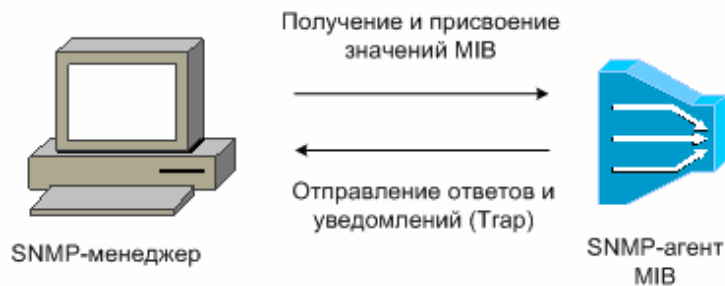 Получение и присвоение
значений MIB
Отправление ответов и
уведомлений (Trap)
SNMP-менеджер
SNMP-агент
MIB